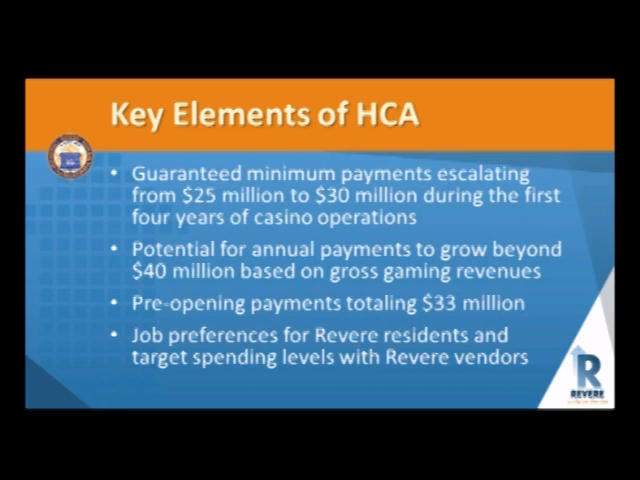 Key Elements of HCA
• Guaranteed minimum payments escalating
from $25 million to $30 million during the first
four years of casino operations
• Potential for annual payments to grow beyond
$40 million based on gross gaming revenues
• Pre-opening payments totaling $33 million
• Job preferences for Revere residents and
target spending levels with Revere vendors
R
REVERE